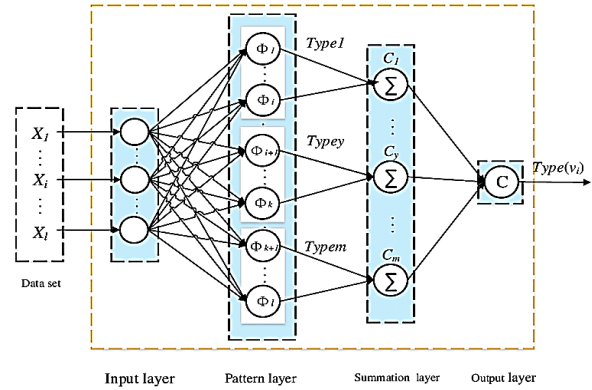 X1
Xi
Xl
Data set
Φ1
Φi
Φi+1
Φk
Φk+1
Φl
Type1
Typey
Typem
C1
Σ
Cy
Σ
Cm
Σ
C
Type(vi)
Input layer
Pattern layer
Summation layer
Output layer